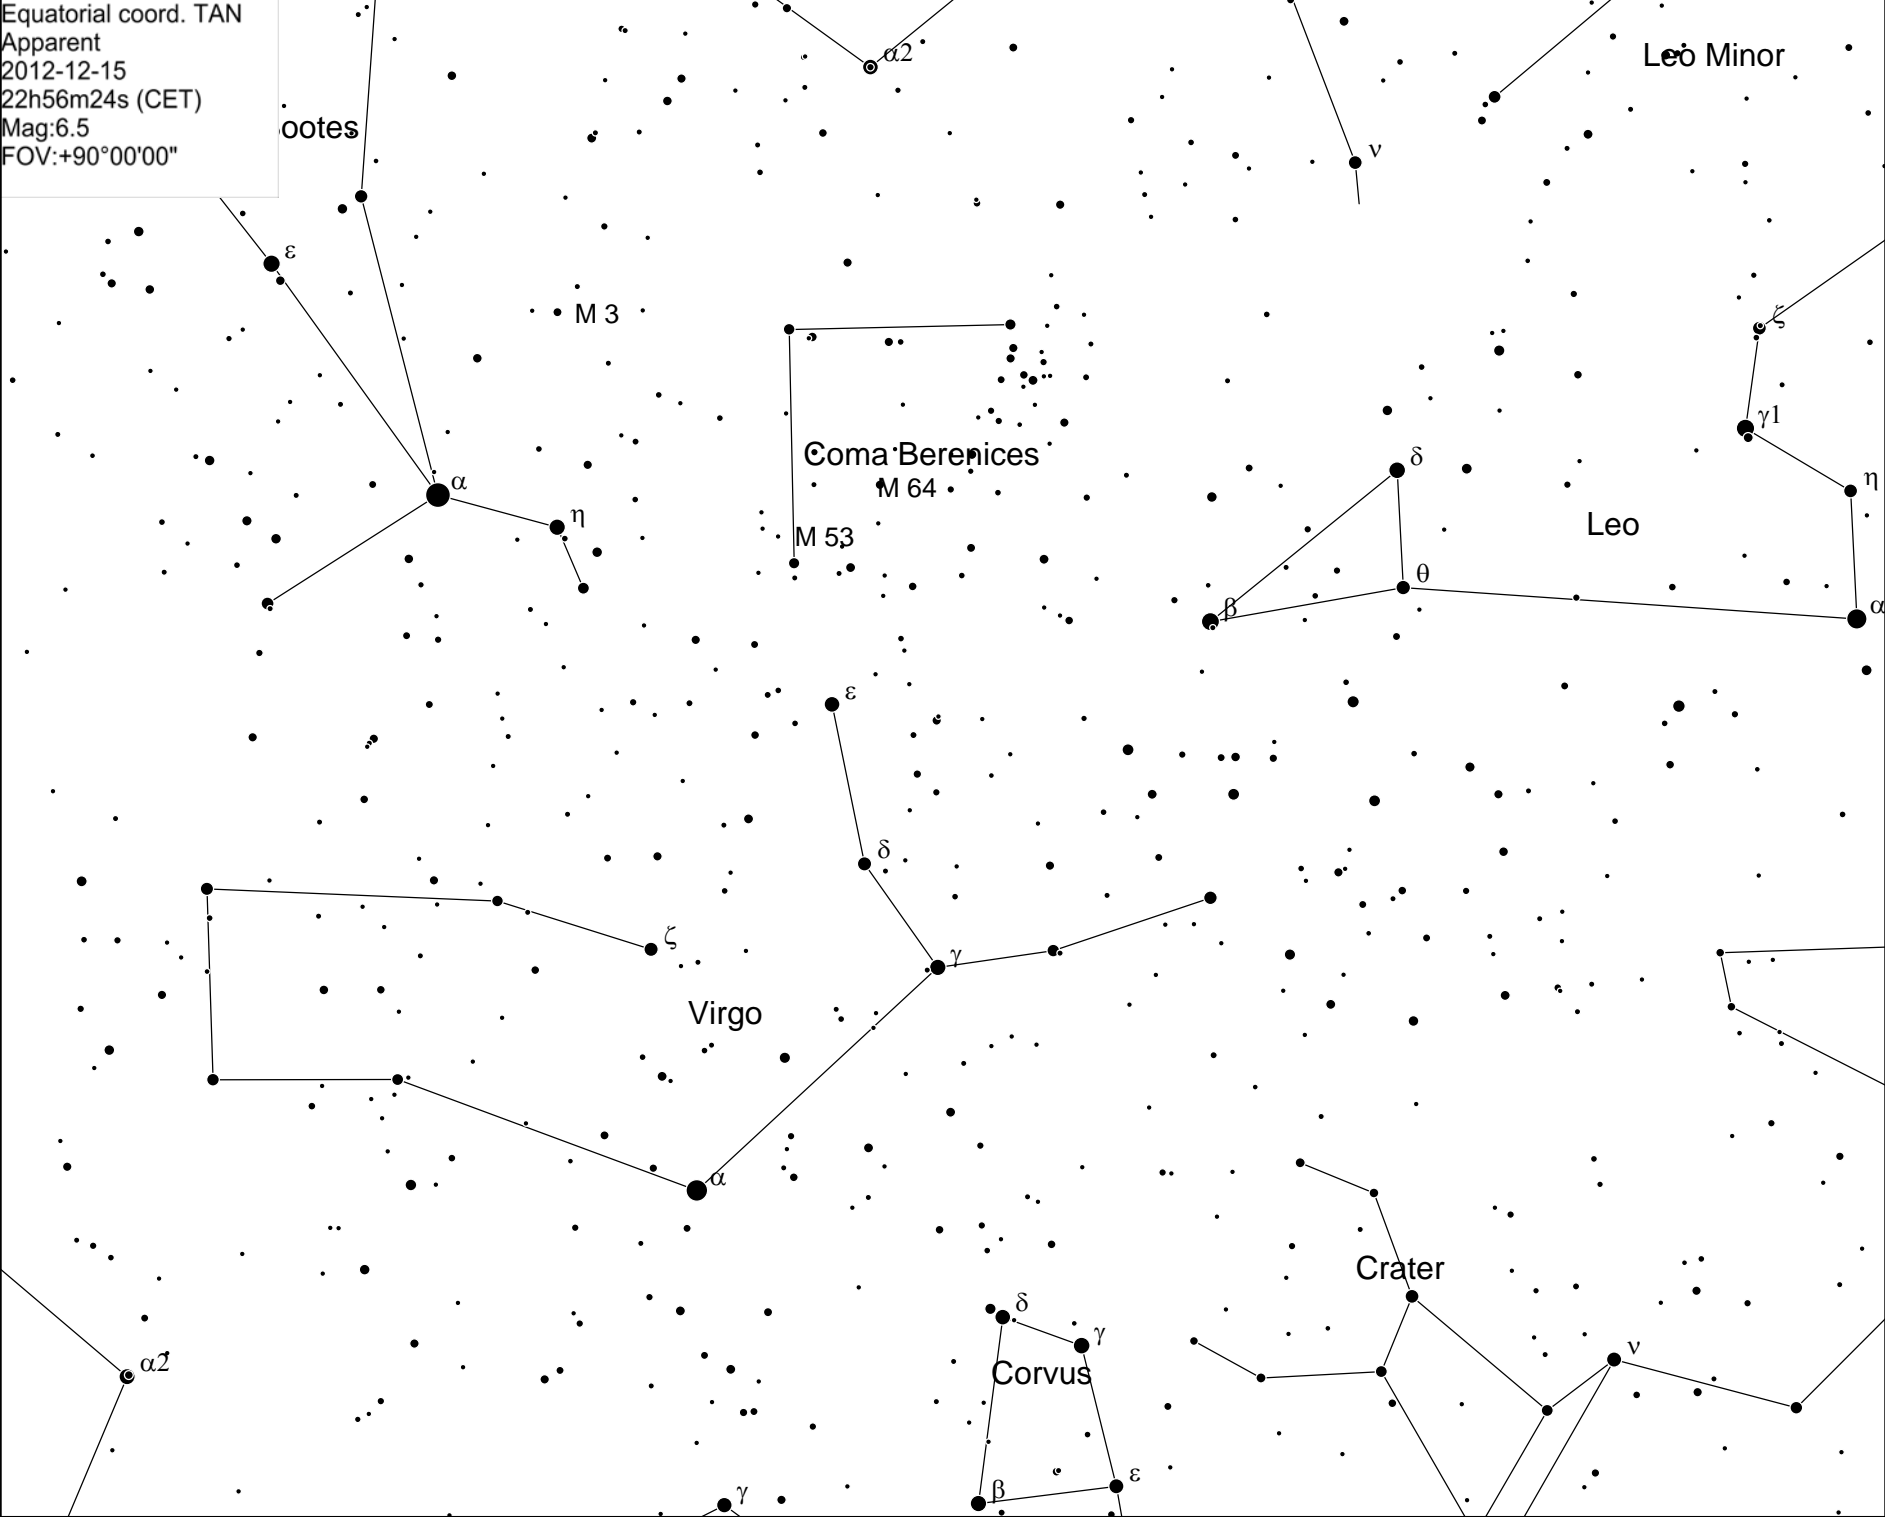 Equatorial coord. TAN
Apparent
2012-12-15
22h56m24s (CET)
Mag:6.5
FOV:+90°00'00"
ootes
α2
Leo Minor
ν
ε
M 3
ζ
γ1
Coma Berenices
δ
α
M 64
η
η
Leo
M 53
θ
β
α
ε
δ
ζ
γ
Virgo
α
Crater
δ
γ
ν
α2
Corvus
ε
β
γ